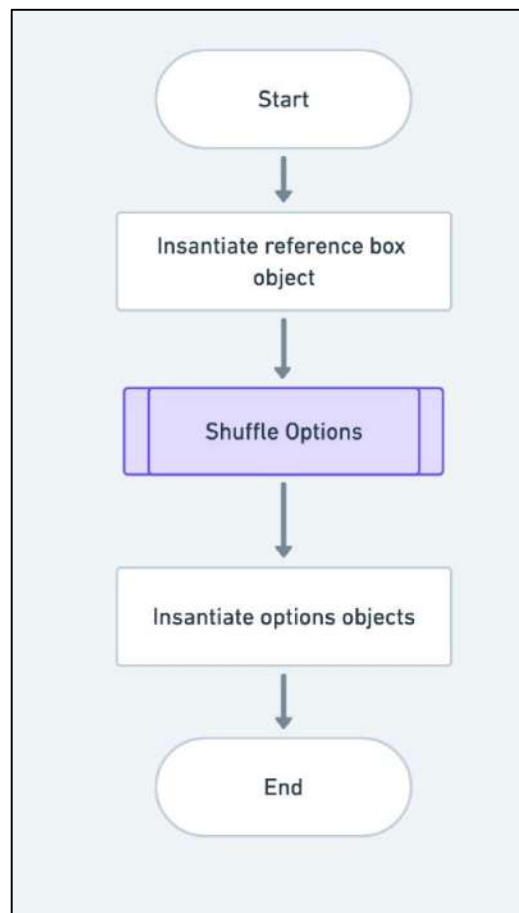 Start
Insantiate reference box
object
Shuffle Options
Insantiate options objects
End